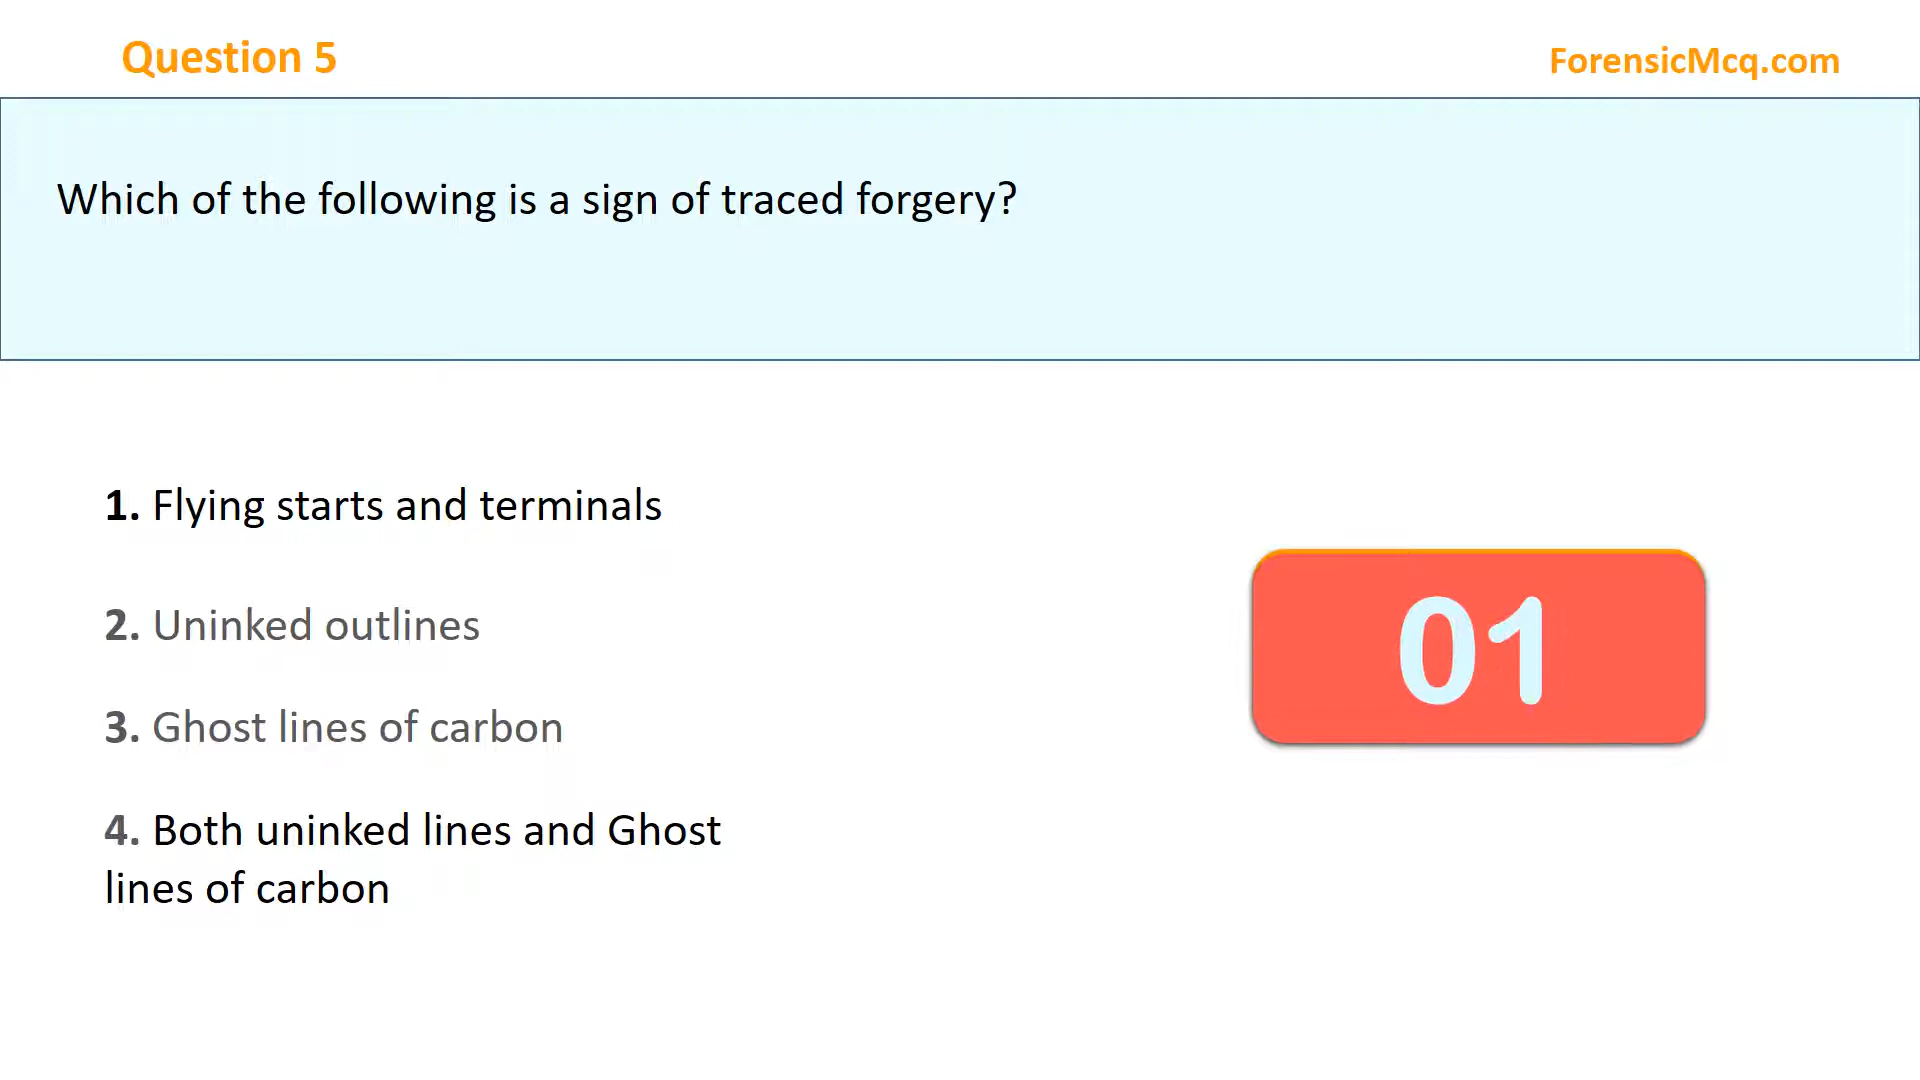 Question 5
ForensicMcq.com
Which of the following is a sign of traced forgery?
1. Flying starts and terminals
2. Uninked outlines
3. Ghost lines of carbon
4. Both uninked lines and Ghost
lines of carbon
01